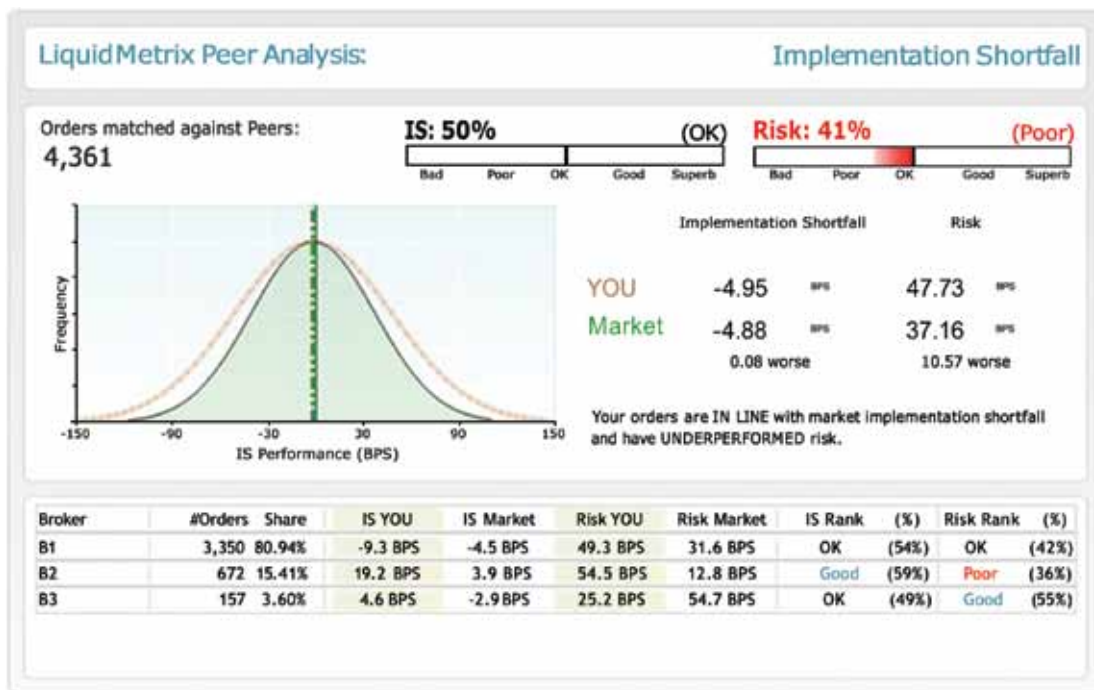 LiquidMetrix Peer Analysis: Implementation Shortfall
Orders matched against Peers:
4,361
IS: 50% (OK)
Bad Poor OK Good Superb
Risk: 41% (Poor)
Bad Poor OK Good Superb
Frequency
-150 -90 -30 30 90 150
IS Performance (BPS)
Implementation Shortfall Risk
YOU -4.95 BPS 47.73 BPS
Market -4.88 BPS 37.16 BPS
0.08 worse 10.57 worse
Your orders are IN LINE with market implementation shortfall
and have UNDERPERFORMED risk.
Broker #Orders Share IS YOU IS Market Risk YOU Risk Market IS Rank (%) Risk Rank (%)
B1 3,350 80.94% -9.3 BPS -4.5 BPS 49.3 BPS 31.6 BPS OK (54%) OK (42%)
B2 672 15.41% 19.2 BPS 3.9 BPS 54.5 BPS 12.8 BPS Good (59%) Poor (36%)
B3 157 3.60% 4.6 BPS -2.9 BPS 25.2 BPS 54.7 BPS OK (49%) Good (55%)